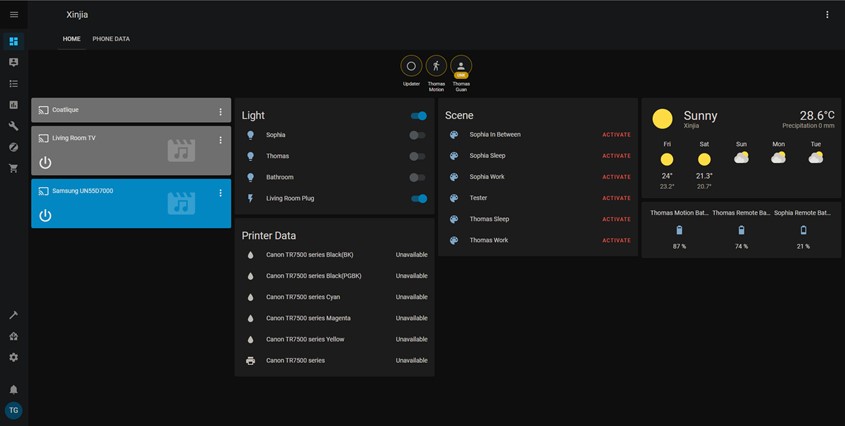 Xinjia
HOME
PHONE DATA
Updater
Thomas Motion
Thomas Guan
Coatlique
Living Room TV
Samsung UN55D7000
Light
Sophia
Thomas
Bathroom
Living Room Plug
Printer Data
Canon TR7500 series Black(BK) Unavailable
Canon TR7500 series Black(PGBK) Unavailable
Canon TR7500 series Cyan Unavailable
Canon TR7500 series Magenta Unavailable
Canon TR7500 series Yellow Unavailable
Canon TR7500 series Unavailable
Scene
Sophia In Between ACTIVATE
Sophia Sleep ACTIVATE
Sophia Work ACTIVATE
Tester ACTIVATE
Thomas Sleep ACTIVATE
Thomas Work ACTIVATE
Sunny 28.6°C
Xinjia Precipitation 0 mm
Fri Sat Sun Mon Tue
24° 21.3°
23.2° 20.7°
Thomas Motion Bat... Thomas Remote Ba... Sophia Remote Bat...
87 % 74 % 21 %
TG